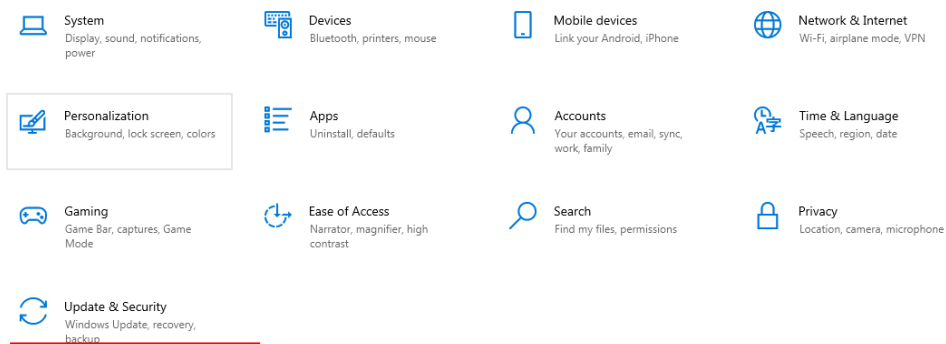 System
Display, sound, notifications,
power
Devices
Bluetooth, printers, mouse
Mobile devices
Link your Android, iPhone
Network & Internet
Wi-Fi, airplane mode, VPN
Personalization
Background, lock screen, colors
Apps
Uninstall, defaults
Accounts
Your accounts, email, sync,
work, family
Time & Language
Speech, region, date
Gaming
Game Bar, captures, Game
Mode
Ease of Access
Narrator, magnifier, high
contrast
Search
Find my files, permissions
Privacy
Location, camera, microphone
Update & Security
Windows Update, recovery,
backup